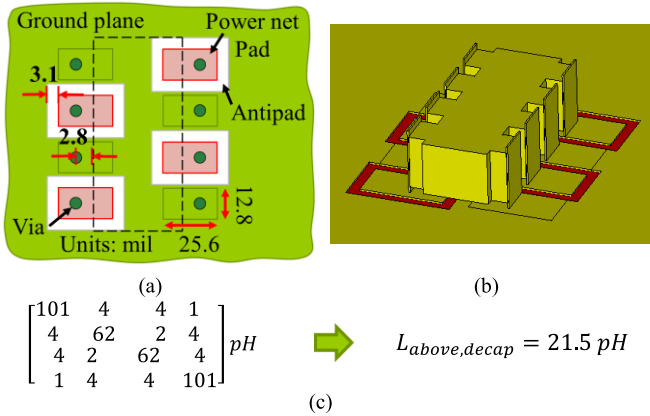 Ground plane
Power net
Pad
3.1
Antipad
2.8
12.8
Via
Units: mil
25.6
(a)
(b)
101 4 4 1
4 62 2 4 pH
4 2 62 4
1 4 4 101
L_above,decap = 21.5 pH
(c)